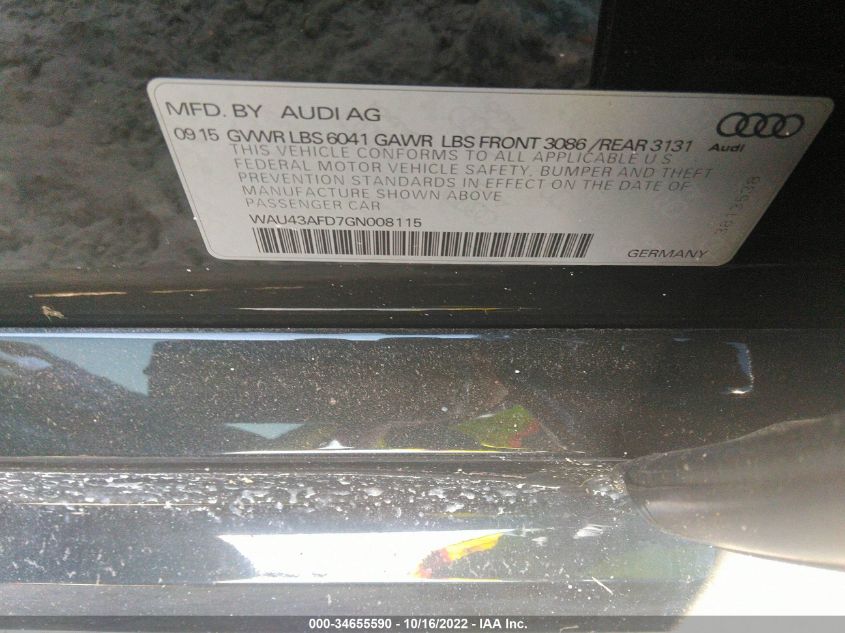 MFD. BY AUDI AG
09 15 GVWR LBS 6041 GAWR LBS FRONT 3086 /REAR 3131
THIS VEHICLE CONFORMS TO ALL APPLICABLE U S
FEDERAL MOTOR VEHICLE SAFETY, BUMPER AND THEFT
PREVENTION STANDARDS IN EFFECT ON THE DATE OF
MANUFACTURE SHOWN ABOVE
PASSENGER CAR
WAU43AFD7GN008115
GERMANY
Audi
000-34655590 - 10/16/2022 - IAA Inc.